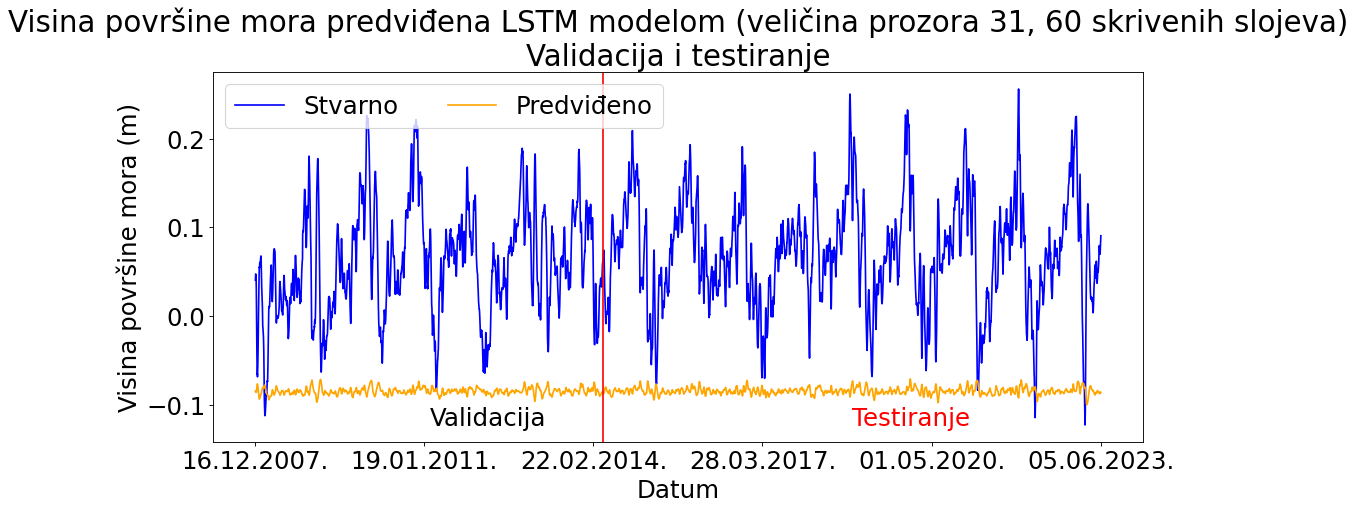 Visina površine mora predviđena LSTM modelom (veličina prozora 31, 60 skrivenih slojeva)
Validacija i testiranje
Stvarno
Predviđeno
Visina površine mora (m)
0.2
0.1
0.0
−0.1
Validacija
Testiranje
16.12.2007.
19.01.2011.
22.02.2014.
28.03.2017.
01.05.2020.
05.06.2023.
Datum